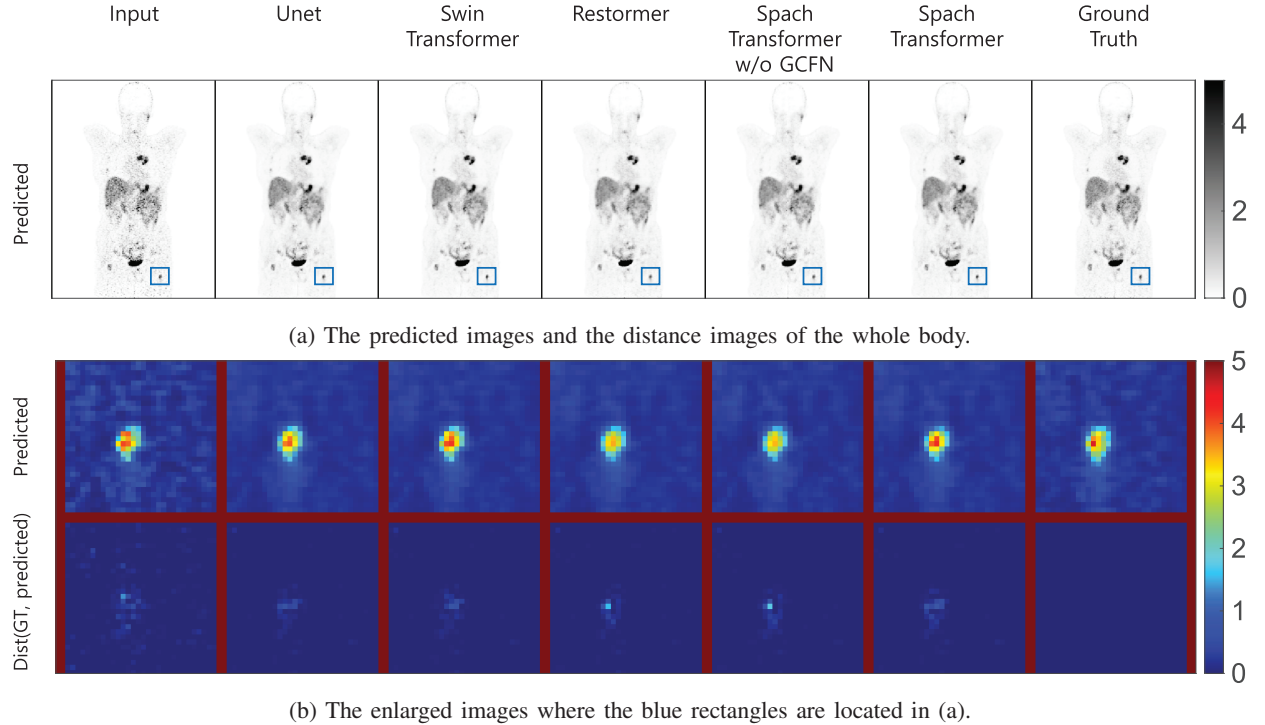 Input
Unet
Swin
Transformer
Restormer
Spach
Transformer
w/o GCFN
Spach
Transformer
Ground
Truth
Predicted
4
2
0
(a) The predicted images and the distance images of the whole body.
Predicted
Dist(GT, predicted)
5
4
3
2
1
0
(b) The enlarged images where the blue rectangles are located in (a).